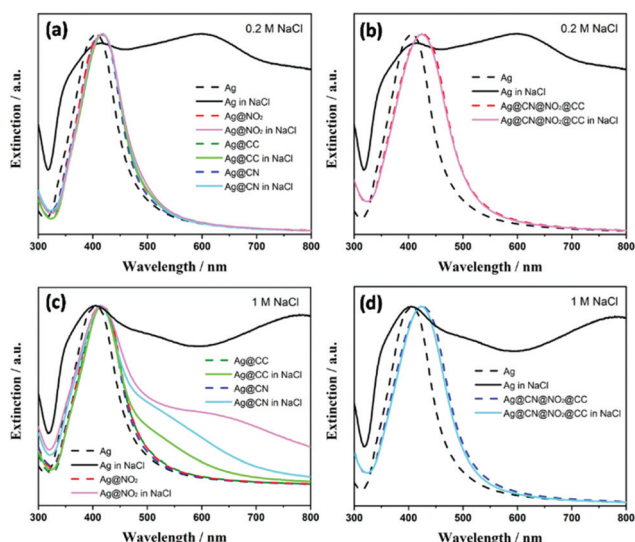 (a)
0.2 M NaCl
Extinction / a.u.
Ag
Ag in NaCl
Ag@NO₂
Ag@NO₂ in NaCl
Ag@CC
Ag@CC in NaCl
Ag@CN
Ag@CN in NaCl
300 400 500 600 700 800
Wavelength / nm
(b)
0.2 M NaCl
Extinction / a.u.
Ag
Ag in NaCl
Ag@CN@NO₂@CC
Ag@CN@NO₂@CC in NaCl
300 400 500 600 700 800
Wavelength / nm
(c)
1 M NaCl
Extinction / a.u.
Ag@CC
Ag@CC in NaCl
Ag@CN
Ag@CN in NaCl
Ag
Ag in NaCl
Ag@NO₂
Ag@NO₂ in NaCl
300 400 500 600 700 800
Wavelength / nm
(d)
1 M NaCl
Extinction / a.u.
Ag
Ag in NaCl
Ag@CN@NO₂@CC
Ag@CN@NO₂@CC in NaCl
300 400 500 600 700 800
Wavelength / nm